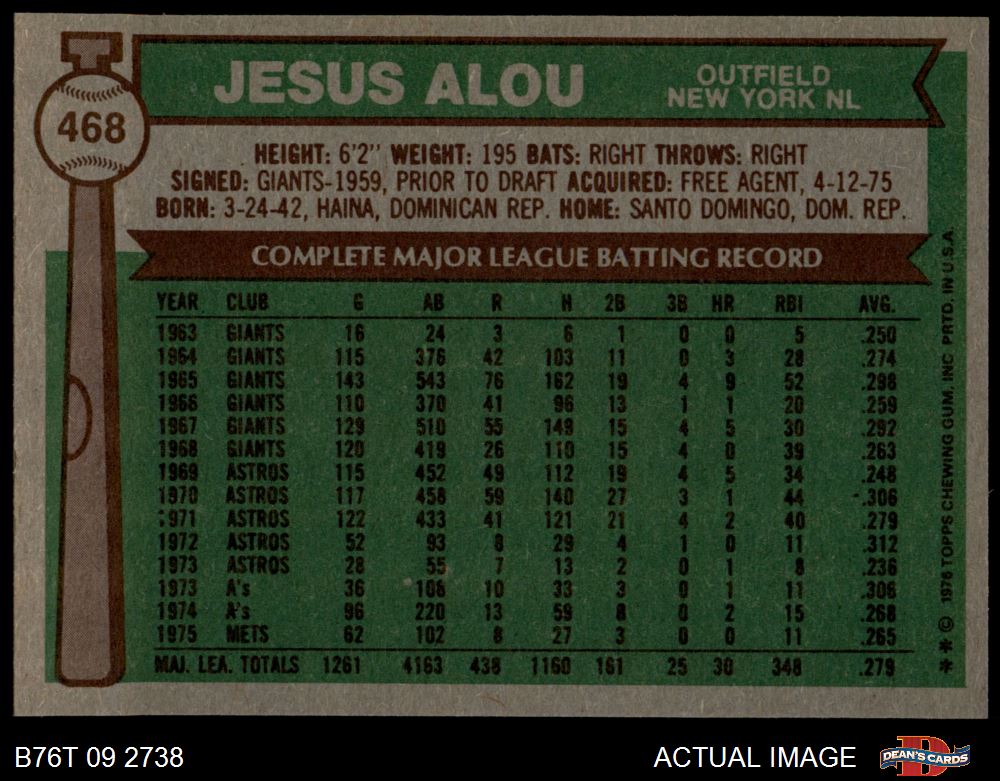 JESUS ALOU
OUTFIELD
NEW YORK NL
468
HEIGHT: 6'2" WEIGHT: 195 BATS: RIGHT THROWS: RIGHT
SIGNED: GIANTS-1959, PRIOR TO DRAFT ACQUIRED: FREE AGENT, 4-12-75
BORN: 3-24-42, HAINA, DOMINICAN REP. HOME: SANTO DOMINGO, DOM. REP.
COMPLETE MAJOR LEAGUE BATTING RECORD
YEAR CLUB G AB R H 2B 3B HR RBI AVG.
1963 GIANTS 16 24 3 6 1 0 0 5 .250
1964 GIANTS 115 376 42 103 11 0 3 28 .274
1965 GIANTS 143 543 76 162 19 4 9 52 .298
1966 GIANTS 110 370 41 96 13 1 1 20 .259
1967 GIANTS 129 510 55 149 15 4 5 30 .292
1968 GIANTS 120 419 26 110 15 4 0 39 .263
1969 ASTROS 115 452 49 112 19 4 5 34 .248
1970 ASTROS 117 458 59 140 27 3 1 44 .306
1971 ASTROS 122 433 41 121 21 4 2 40 .279
1972 ASTROS 52 93 8 29 4 1 0 11 .312
1973 ASTROS 28 55 7 13 2 0 1 8 .236
1973 A's 36 108 10 33 3 0 1 11 .306
1974 A's 96 220 13 59 8 0 2 15 .268
1975 METS 62 102 8 27 3 0 0 11 .265
MAJ. LEA. TOTALS 1261 4163 436 1160 161 25 30 348 .279
** © 1976 TOPPS CHEWING GUM, INC PRTD. IN U.S.A.
B76T 09 2738
ACTUAL IMAGE
DEAN'S CARDS